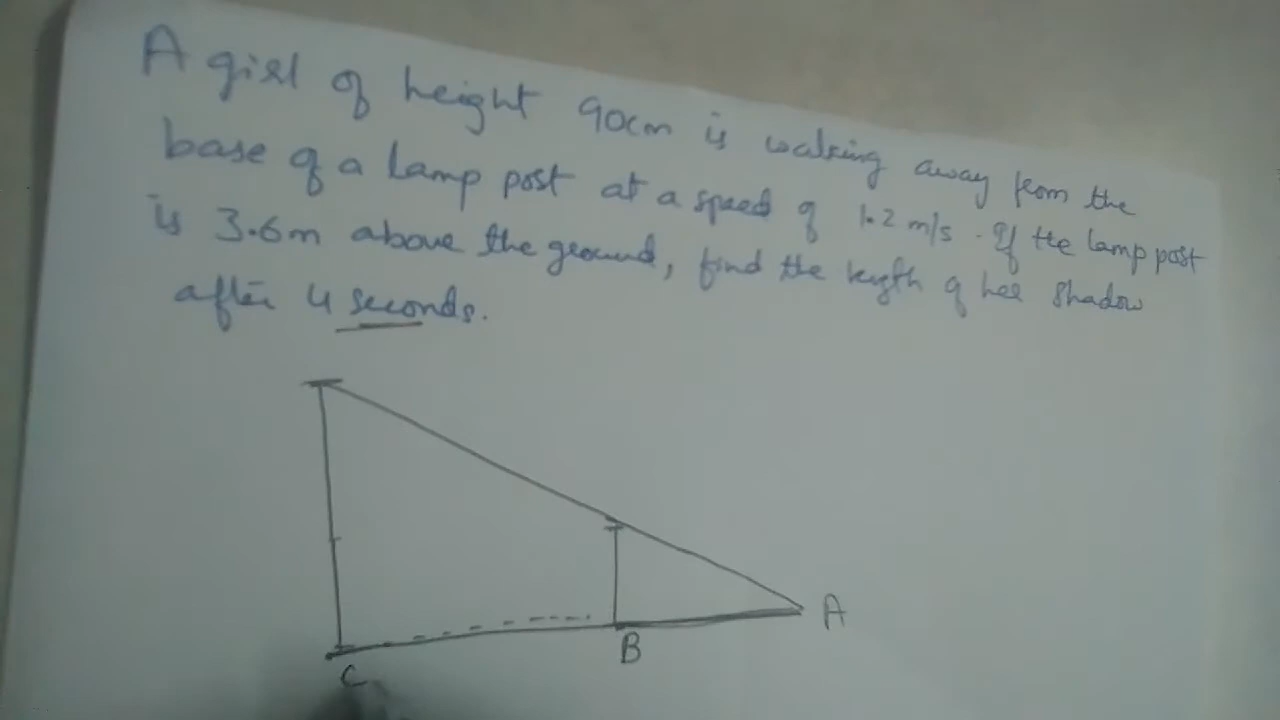 A girl of height 90cm is walking away from the
base of a lamp post at a speed of 1.2 m/s. If the lamp post
is 3.6m above the ground, find the length of her shadow
after 4 seconds.
A
B
C